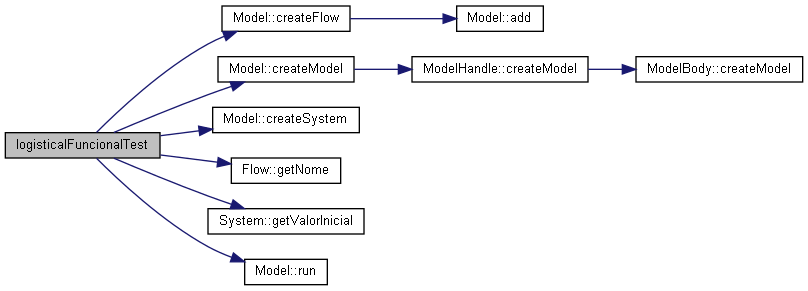 Model::createFlow
Model::add
Model::createModel
ModelHandle::createModel
ModelBody::createModel
Model::createSystem
logisticalFuncionalTest
Flow::getNome
System::getValorInicial
Model::run